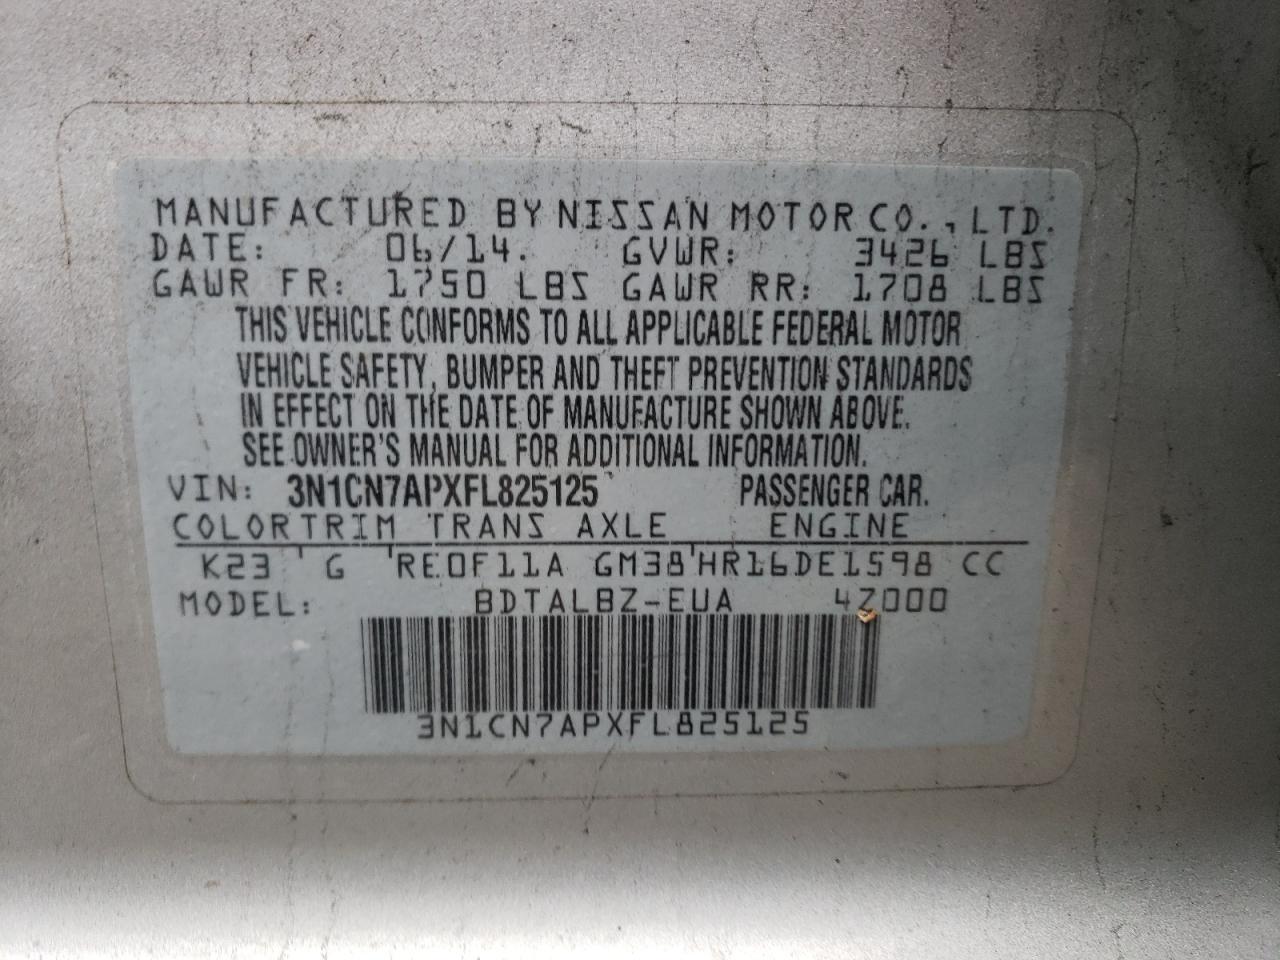 MANUFACTURED BY NISSAN MOTOR CO., LTD.
DATE: 06/14. GVWR: 3426 LBS
GAWR FR: 1750 LBS GAWR RR: 1708 LBS
THIS VEHICLE CONFORMS TO ALL APPLICABLE FEDERAL MOTOR
VEHICLE SAFETY, BUMPER AND THEFT PREVENTION STANDARDS
IN EFFECT ON THE DATE OF MANUFACTURE SHOWN ABOVE.
SEE OWNER'S MANUAL FOR ADDITIONAL INFORMATION.
VIN: 3N1CN7APXFL825125 PASSENGER CAR.
COLORTRIM TRANS AXLE ENGINE
K23 ' G 'RE0F11A GM38'HR16DE1598 CC
MODEL: BDTALBZ-EUA 4Z000
3N1CN7APXFL825125